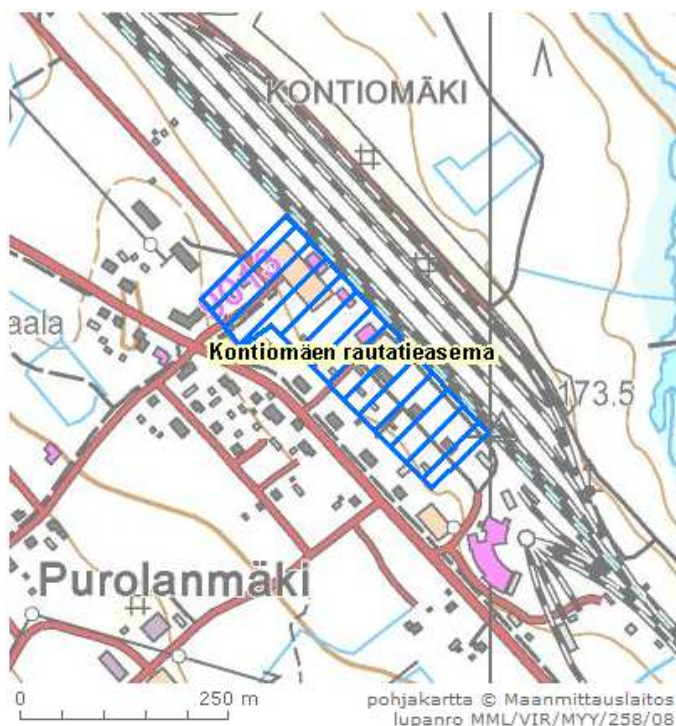 KONTIOMÄKI
aala
Kontiomäen rautatieasema
173.5
Purolanmäki
0 250 m
pohjakartta © Maanmittauslaitos
lupanro MML/VIR/MYY/258/08